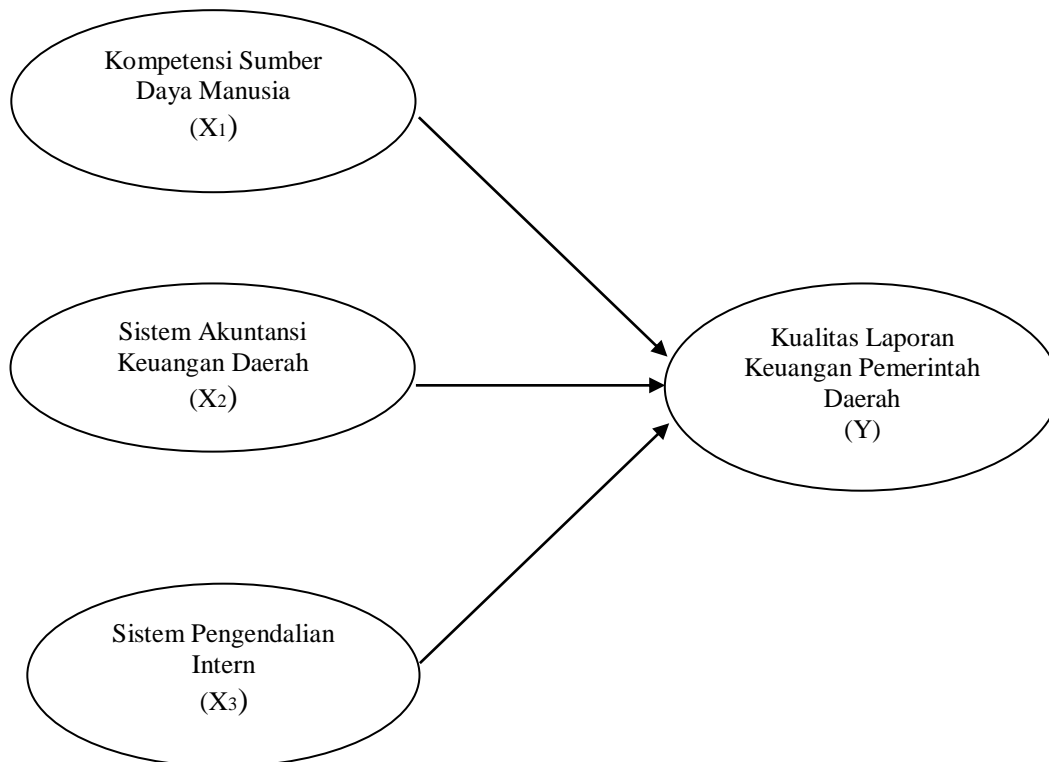 Kompetensi Sumber
Daya Manusia
(X1)
Sistem Akuntansi
Keuangan Daerah
(X2)
Kualitas Laporan
Keuangan Pemerintah
Daerah
(Y)
Sistem Pengendalian
Intern
(X3)